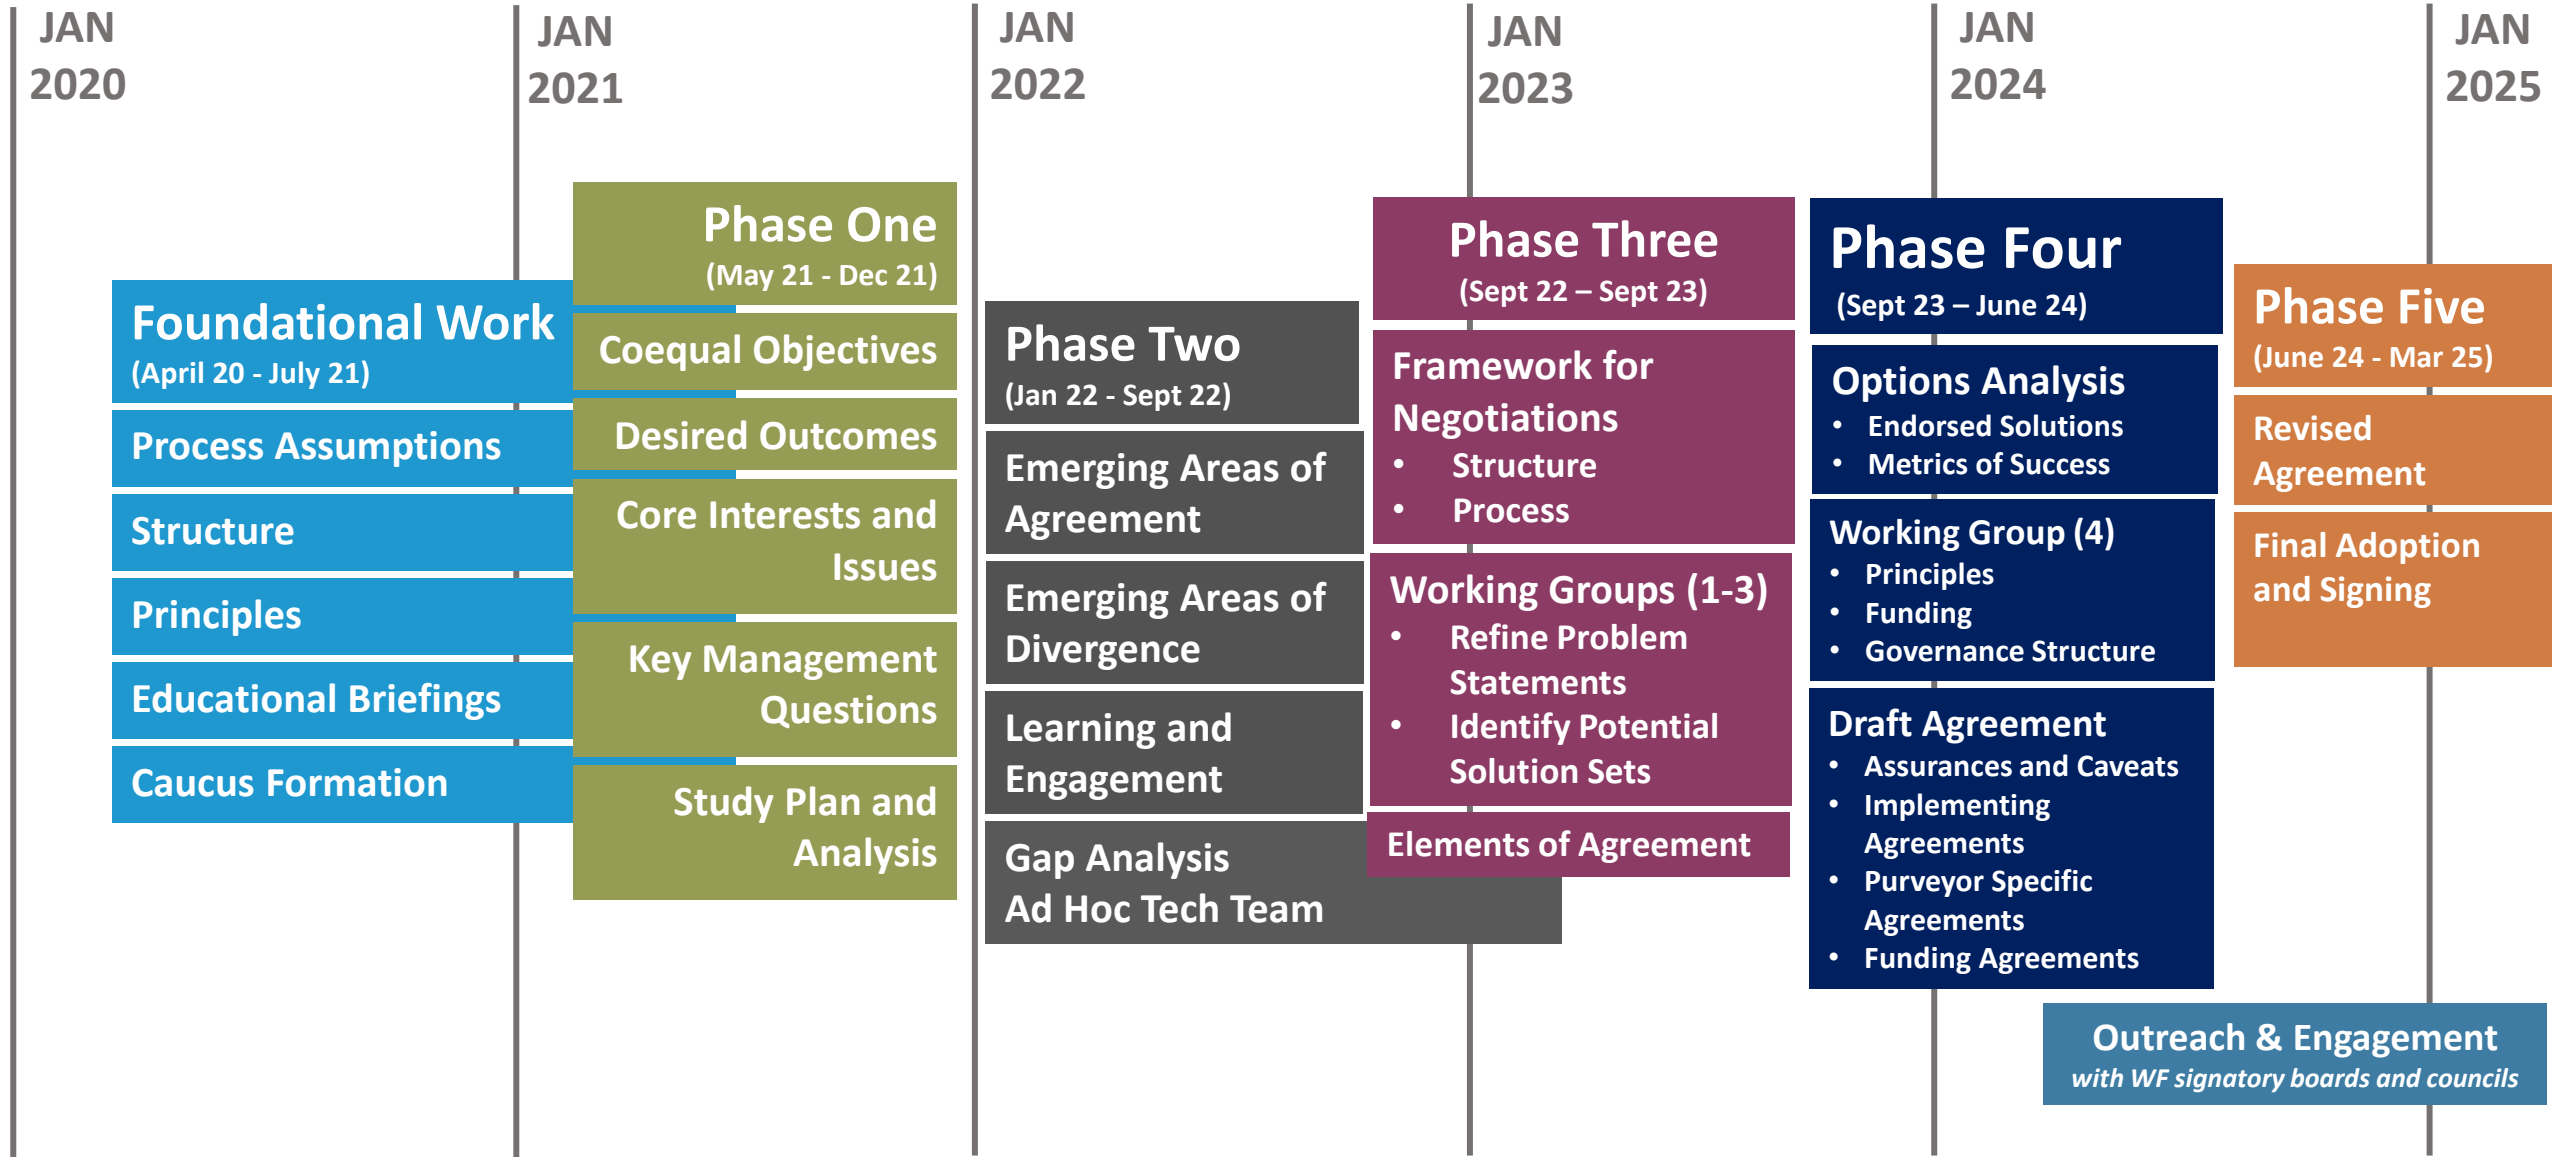 JAN
2020
JAN
2021
JAN
2022
JAN
2023
JAN
2024
JAN
2025
Foundational Work
(April 20 - July 21)
Process Assumptions
Structure
Principles
Educational Briefings
Caucus Formation
Phase One
(May 21 - Dec 21)
Coequal Objectives
Desired Outcomes
Core Interests and
Issues
Key Management
Questions
Study Plan and
Analysis
Phase Two
(Jan 22 - Sept 22)
Emerging Areas of
Agreement
Emerging Areas of
Divergence
Learning and
Engagement
Gap Analysis
Ad Hoc Tech Team
Phase Three
(Sept 22 – Sept 23)
Framework for
Negotiations
• Structure
• Process
Working Groups (1-3)
• Refine Problem
Statements
• Identify Potential
Solution Sets
Elements of Agreement
Phase Four
(Sept 23 – June 24)
Options Analysis
• Endorsed Solutions
• Metrics of Success
Working Group (4)
• Principles
• Funding
• Governance Structure
Draft Agreement
• Assurances and Caveats
• Implementing
Agreements
• Purveyor Specific
Agreements
• Funding Agreements
Phase Five
(June 24 - Mar 25)
Revised
Agreement
Final Adoption
and Signing
Outreach & Engagement
with WF signatory boards and councils